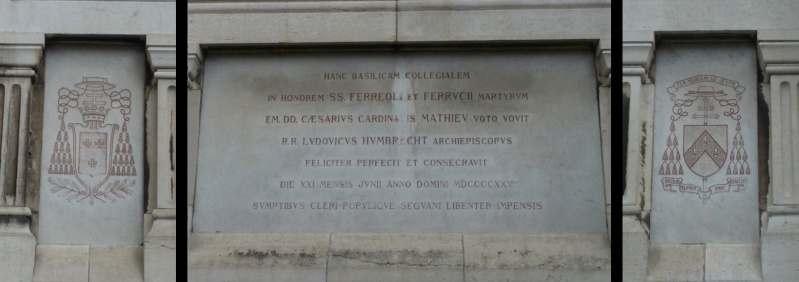 HANC BASILICAM COLLEGIALEM
IN HONOREM SS. FERREOLI ET FERRVCII MARTYRVM
EM. DD. CÆSARIVS CARDINALIS MATHIEV VOTO VOVIT
R.R. LVDOVICVS HVMBRECHT ARCHIEPISCOPVS
FELICITER PERFECIT ET CONSECRAVIT
DIE XXI MENSIS JVNII ANNO DOMINI MDCCCCXXV
SVMPTIBVS CLERI POPVLIQVE SEQVANI LIBENTER IMPENSIS